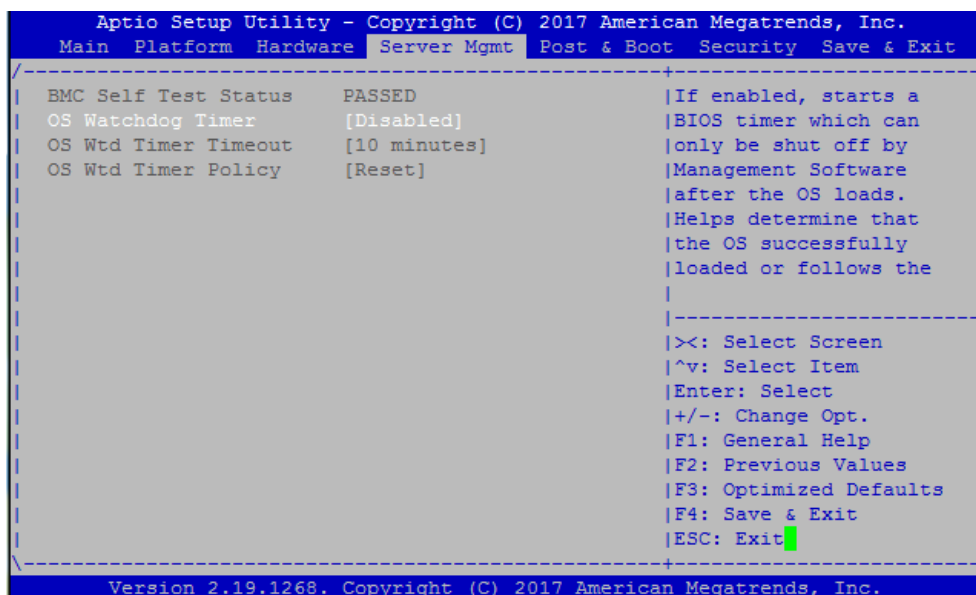 Aptio Setup Utility - Copyright (C) 2017 American Megatrends, Inc.
Main Platform Hardware Server Mgmt Post & Boot Security Save & Exit
BMC Self Test Status PASSED
OS Watchdog Timer [Disabled]
OS Wtd Timer Timeout [10 minutes]
OS Wtd Timer Policy [Reset]
If enabled, starts a
BIOS timer which can
only be shut off by
Management Software
after the OS loads.
Helps determine that
the OS successfully
loaded or follows the
><: Select Screen
^v: Select Item
Enter: Select
+/-: Change Opt.
F1: General Help
F2: Previous Values
F3: Optimized Defaults
F4: Save & Exit
ESC: Exit
Version 2.19.1268. Copyright (C) 2017 American Megatrends, Inc.